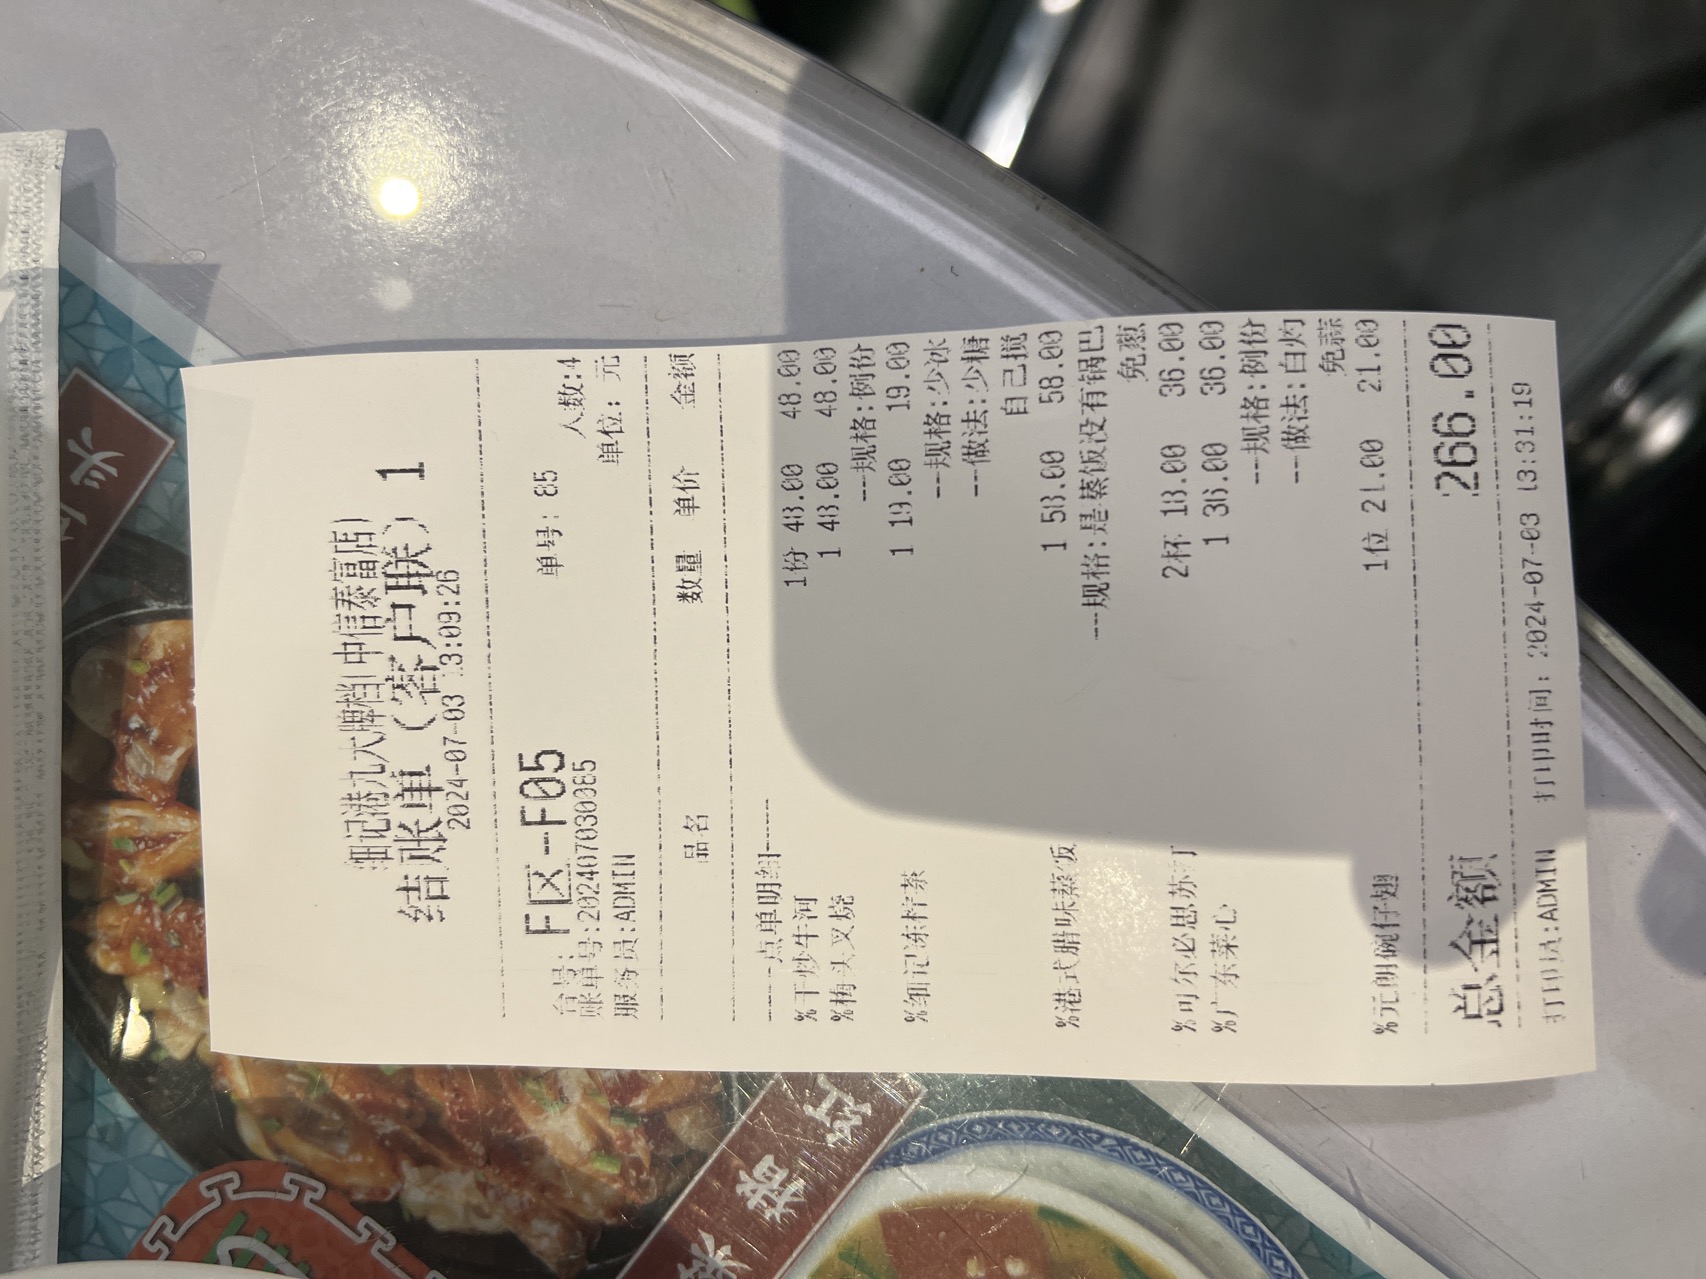 细记港九大牌档(中信泰富店)
结账单(客户联) 1
2024-07-03 13:09:26
台号: F区-F05 单号: 85 人数:4
账单号:202407030085 单位: 元
服务员:ADMIN
品名 数量 单价 金额
----点单明细----
%干炒牛河 1份 48.00 48.00
%梅头叉烧 1 48.00 48.00
--规格:例份
%细记冻柠茶 1 19.00 19.00
--规格:少冰
--做法:少糖
自己搅
%港式腊味蒸饭 1 58.00 58.00
--规格:是蒸饭没有锅巴
免葱
%可尔必思苏打 2杯 18.00 36.00
%广东菜心 1 36.00 36.00
--规格:例份
--做法:白灼
免蒜
%元朗碗仔翅 1位 21.00 21.00
总金额 266.00
打印员:ADMIN 打印时间: 2024-07-03 13:31:19